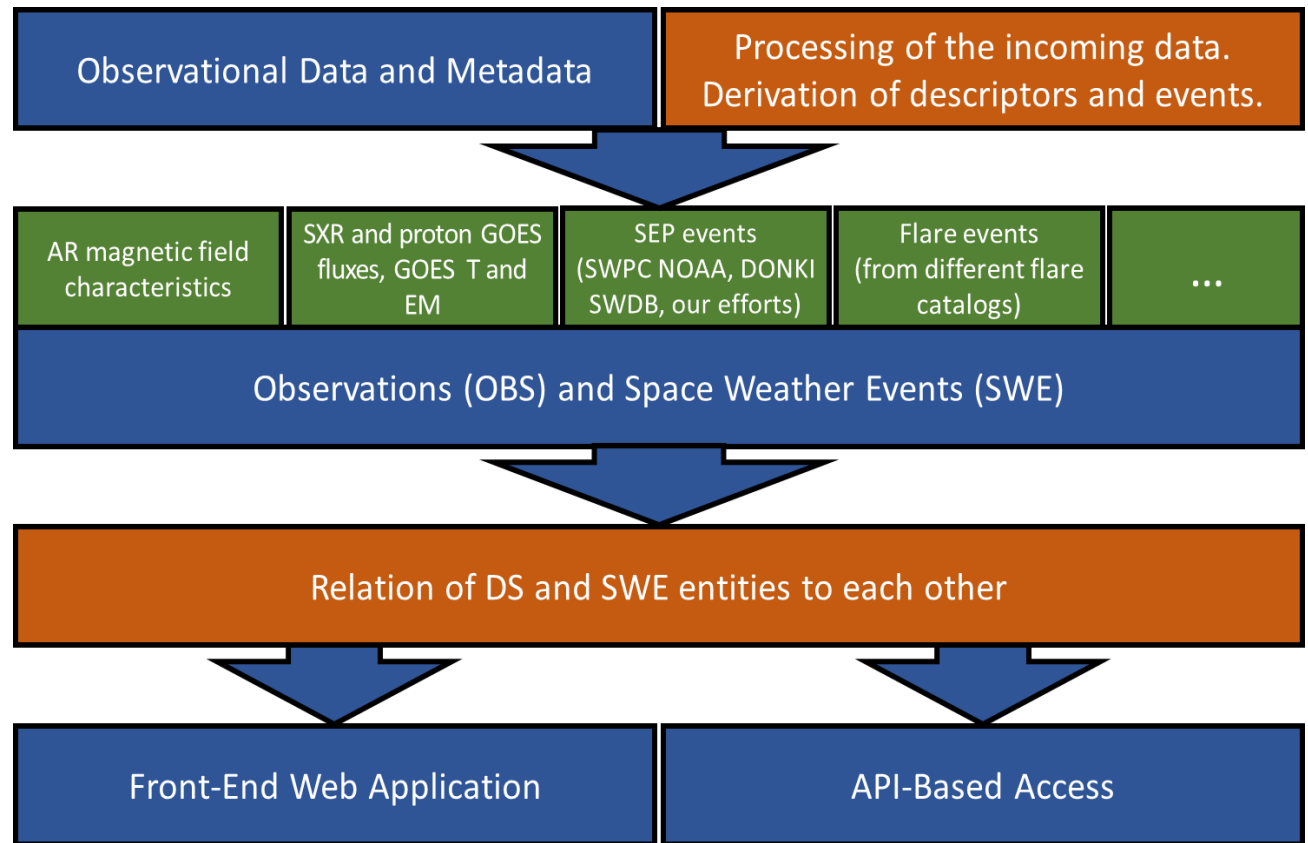 Observational Data and Metadata
Processing of the incoming data.
Derivation of descriptors and events.
AR magnetic field
characteristics
SXR and proton GOES
fluxes, GOES T and
EM
SEP events
(SWPC NOAA, DONKI
SWDB, our efforts)
Flare events
(from different flare
catalogs)
...
Observations (OBS) and Space Weather Events (SWE)
Relation of DS and SWE entities to each other
Front-End Web Application
API-Based Access